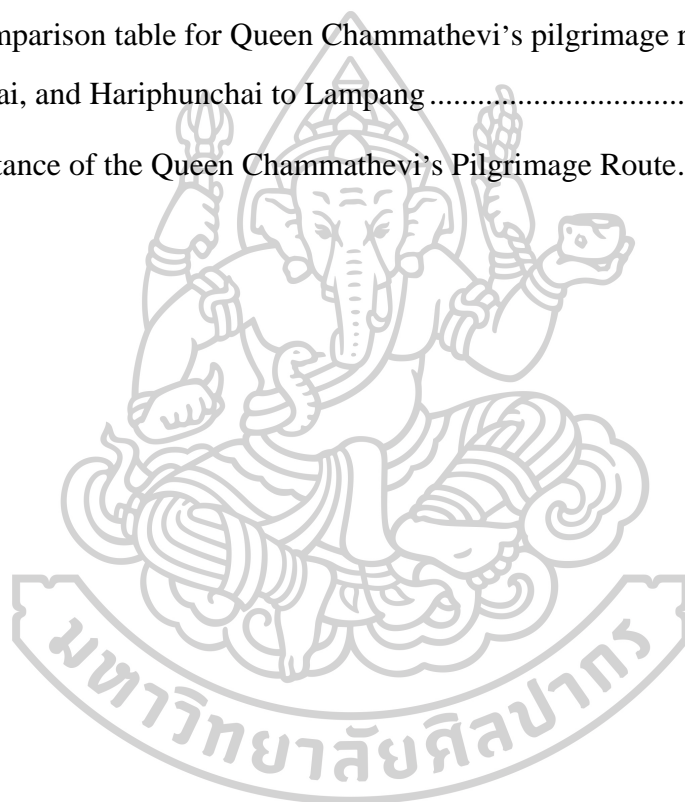 mparison table for Queen Chammathevi's pilgrimage r
ai, and Hariphunchai to Lampang
tance of the Queen Chammathevi's Pilgrimage Route.
มหาวิทยาลัยศิลปากร